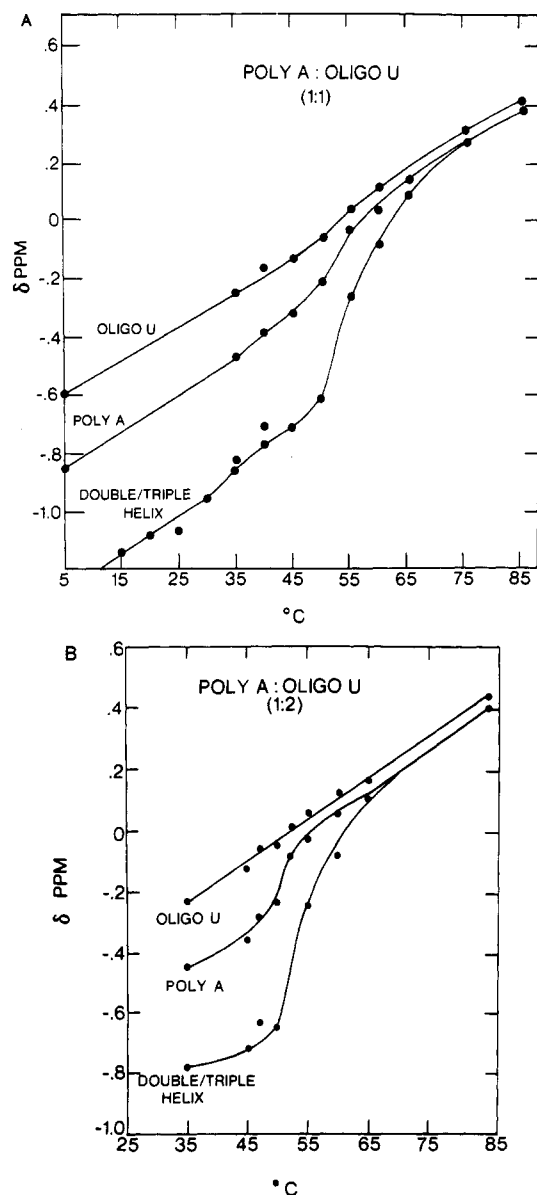 A
POLY A : OLIGO U
(1:1)
.4
.2
0
-.2
-.4
-.6
-.8
-1.0
δ PPM
OLIGO U
POLY A
DOUBLE/TRIPLE
HELIX
5 15 25 35 45 55 65 75 85
°C
B
POLY A : OLIGO U
(1:2)
.6
.4
.2
0
-.2
-.4
-.6
-.8
-1.0
δ PPM
OLIGO U
POLY A
DOUBLE/TRIPLE
HELIX
25 35 45 55 65 75 85
°C